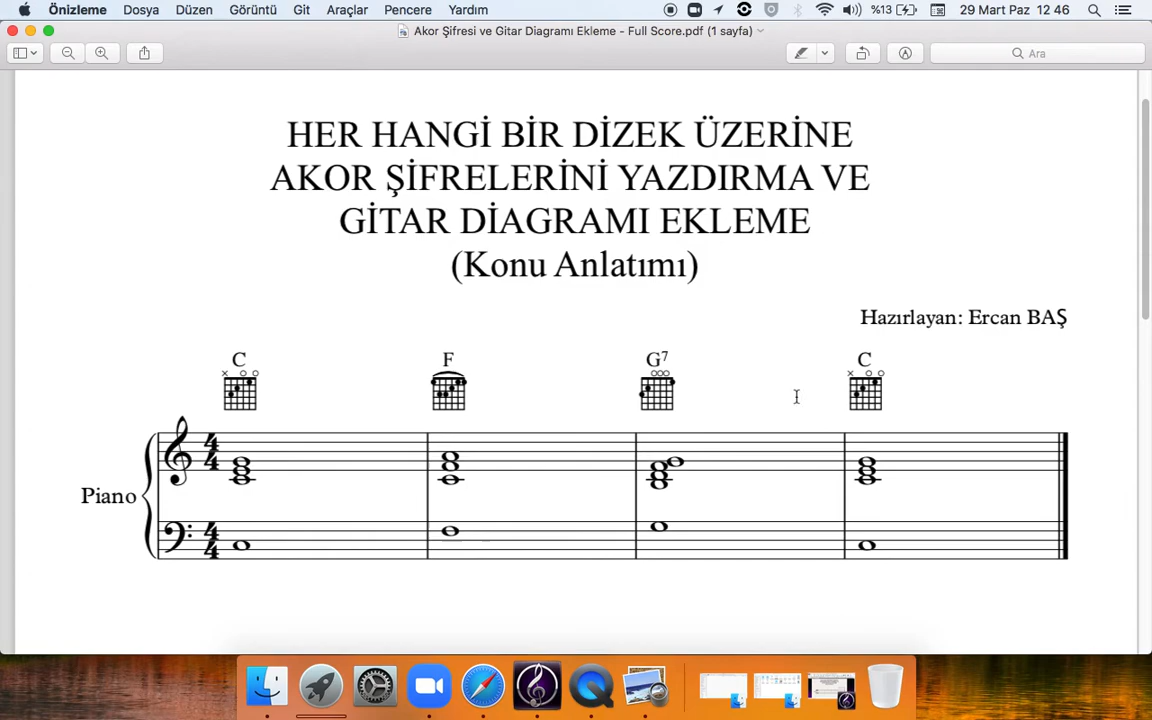 Önizleme Dosya Düzen Görüntü Git Araçlar Pencere Yardım %13 29 Mart Paz 12 46
Akor Şifresi ve Gitar Diagramı Ekleme - Full Score.pdf (1 sayfa)
Ara
HER HANGİ BİR DİZEK ÜZERİNE
AKOR ŞİFRELERİNİ YAZDIRMA VE
GİTAR DİAGRAMI EKLEME
(Konu Anlatımı)
Hazırlayan: Ercan BAŞ
C F G7 C
Piano